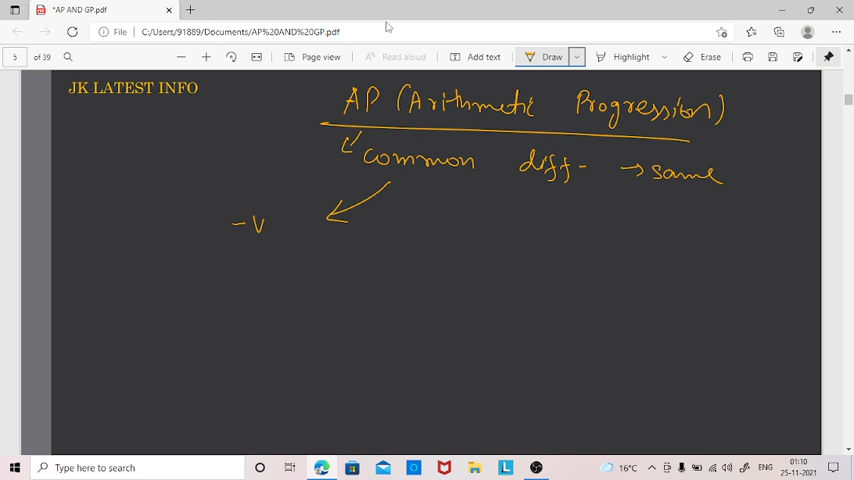 *AP AND GP.pdf
File C:/Users/91889/Documents/AP%20AND%20GP.pdf
5 of 39 Page view Read aloud Add text Draw Highlight Erase
JK LATEST INFO
AP (Arithmetic Progression)
common diff- → same
-v
Type here to search
16°C ENG 01:10
25-11-2021